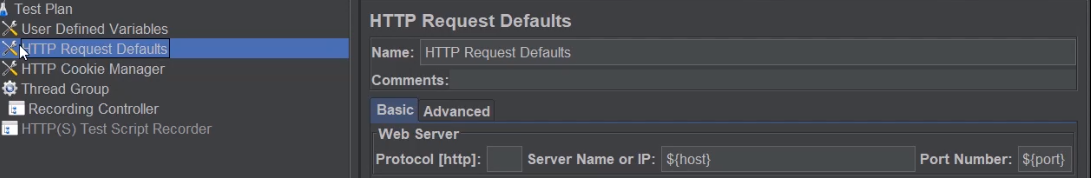 Test Plan
User Defined Variables
HTTP Request Defaults
HTTP Cookie Manager
Thread Group
Recording Controller
HTTP(S) Test Script Recorder
HTTP Request Defaults
Name: HTTP Request Defaults
Comments:
Basic Advanced
Web Server
Protocol [http]: Server Name or IP: ${host} Port Number: ${port}